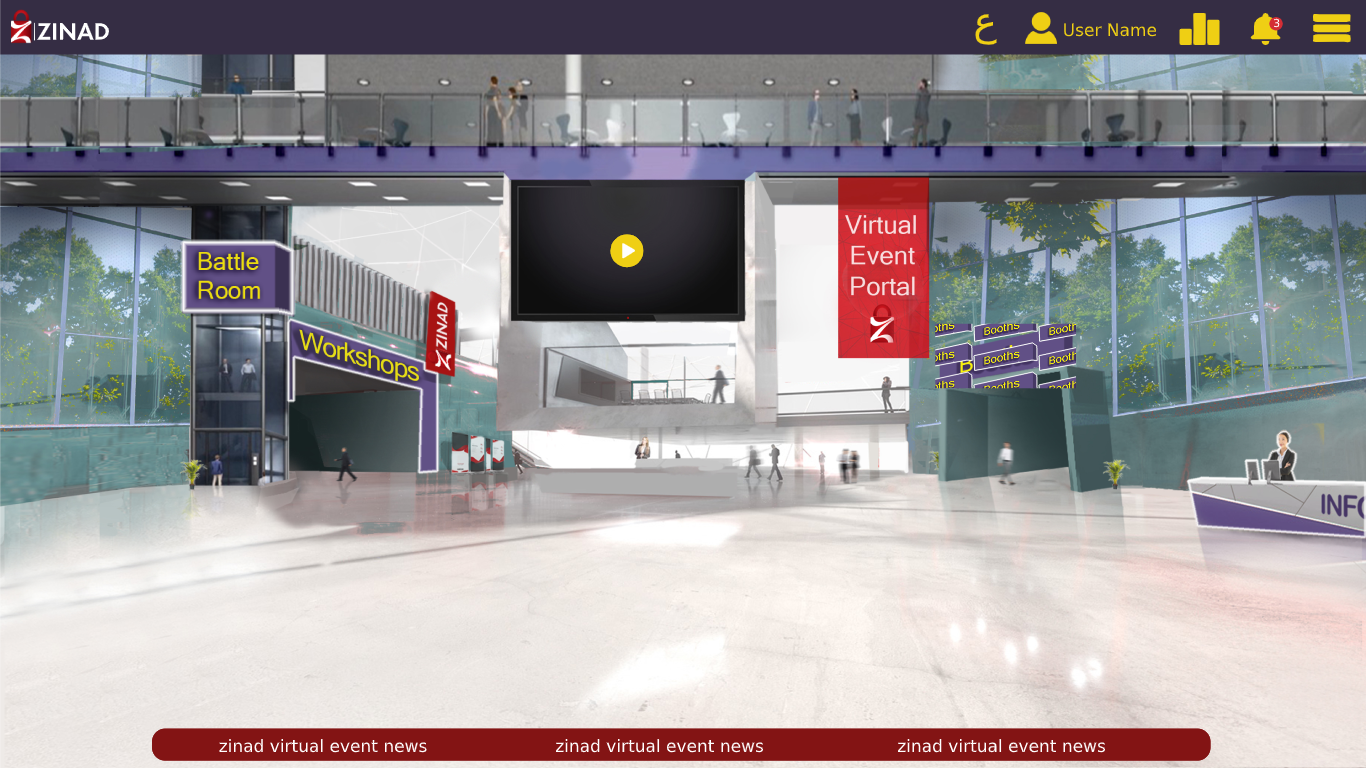 ZINAD
ع
User Name
3
Battle
Room
Workshops
ZINAD
Virtual
Event
Portal
Booths
Booths
Booths
zinad virtual event news
zinad virtual event news
zinad virtual event news